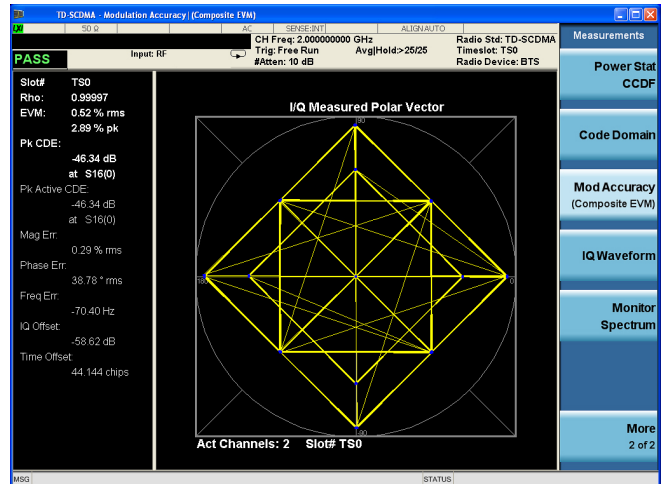 TD-SCDMA - Modulation Accuracy (Composite EVM)
LXI
50 Ω
AC
SENSE:INT
ALIGN AUTO
CH Freq: 2.000000000 GHz
Radio Std: TD-SCDMA
PASS
Input: RF
Trig: Free Run
Avg|Hold:>25/25
Timeslot: TS0
#Atten: 10 dB
Radio Device: BTS
Slot# TS0
Rho: 0.99997
EVM: 0.52 % rms
2.89 % pk
Pk CDE:
-46.34 dB
at S16(0)
Pk Active CDE:
-46.34 dB
at S16(0)
Mag Err:
0.29 % rms
Phase Err:
38.78 ° rms
Freq Err:
-70.40 Hz
IQ Offset:
-58.62 dB
Time Offset:
44.144 chips
I/Q Measured Polar Vector
90
180
0
-90
Act Channels: 2 Slot# TS0
Measurements
Power Stat
CCDF
Code Domain
Mod Accuracy
(Composite EVM)
IQ Waveform
Monitor
Spectrum
More
2 of 2
MSG
STATUS